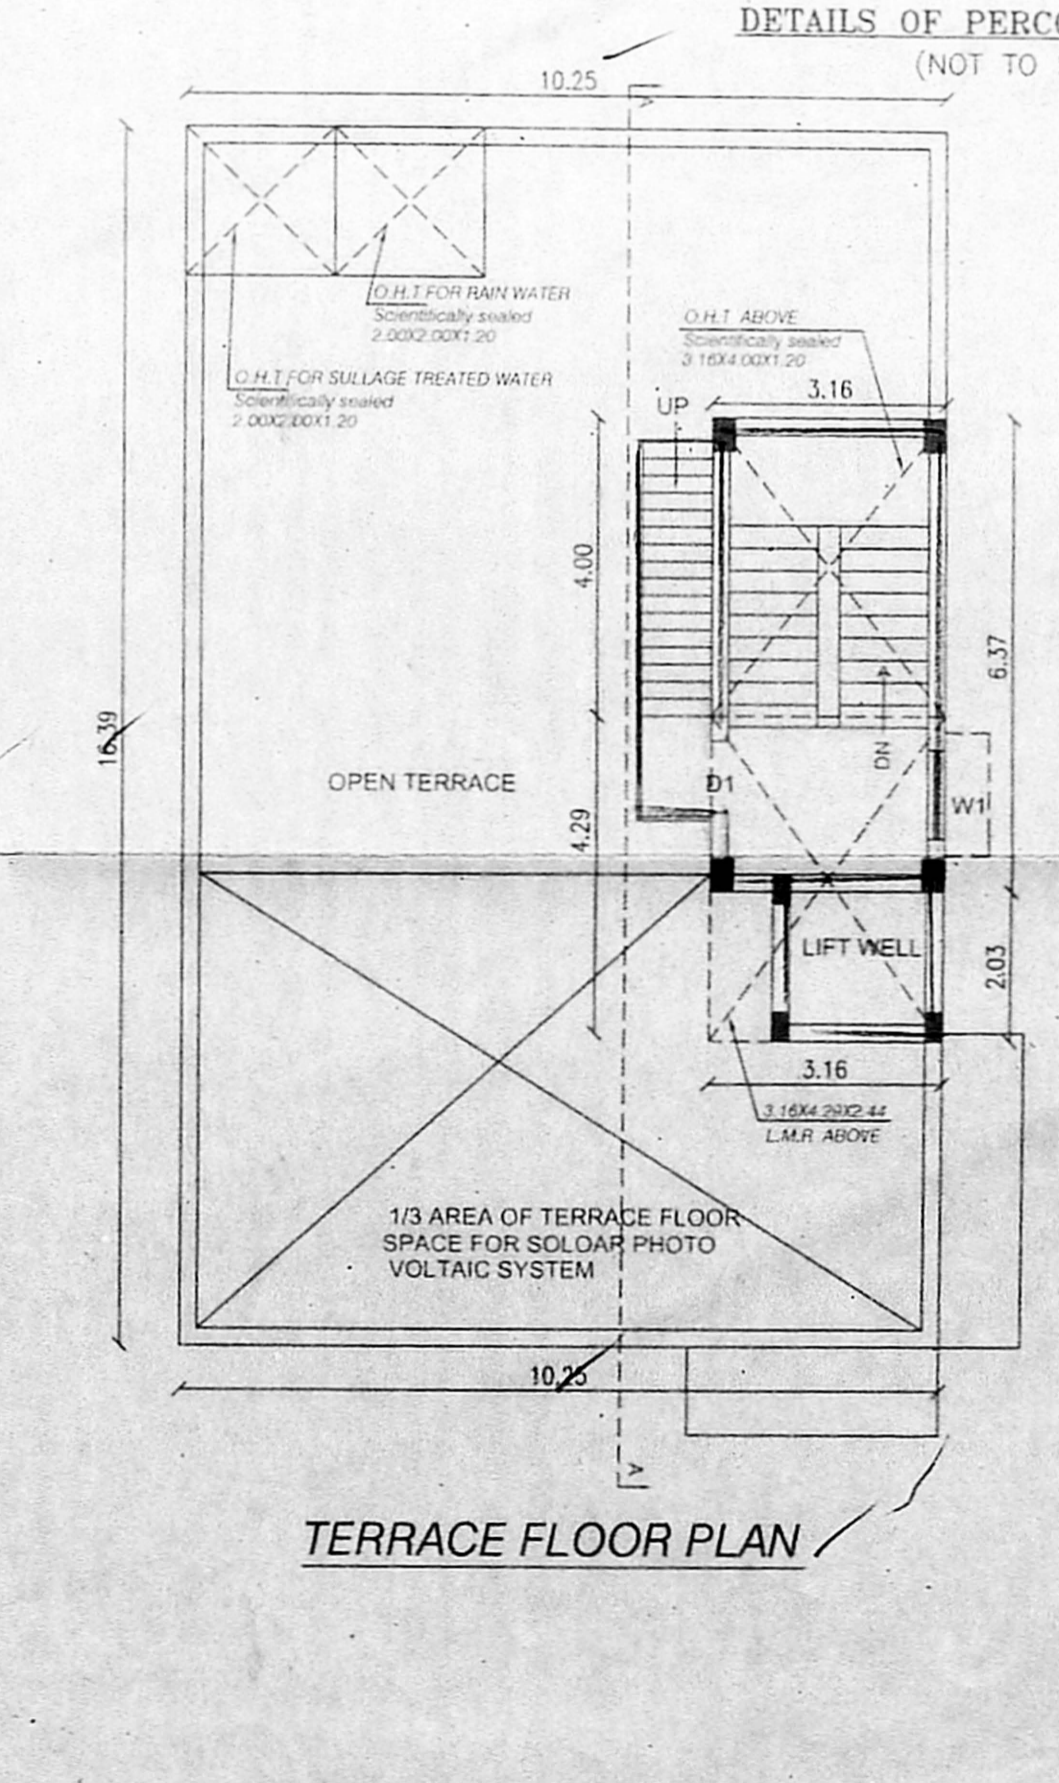 DETAILS OF PERCO
(NOT TO
10.25
A
O.H.T FOR RAIN WATER
Scientifically sealed
2.00X2.00X1.20
O.H.T ABOVE
Scientifically sealed
3.16X4.00X1.20
O.H.T FOR SULLAGE TREATED WATER
Scientifically sealed
2.00X2.00X1.20
3.16
UP
4.00
6.37
16.39
DN
OPEN TERRACE
D1
W1
4.29
LIFT WELL
2.03
3.16
3.16X4.29X2.44
L.M.R ABOVE
1/3 AREA OF TERRACE FLOOR
SPACE FOR SOLOAR PHOTO
VOLTAIC SYSTEM
10.25
A
TERRACE FLOOR PLAN